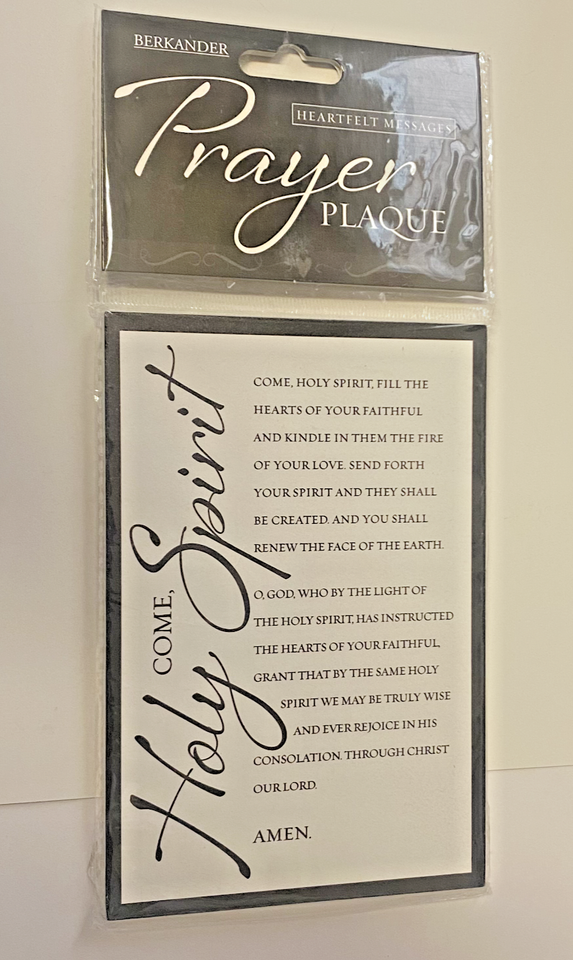 BERKANDER
HEARTFELT MESSAGES
Prayer
PLAQUE
COME,
Holy Spirit
COME, HOLY SPIRIT, FILL THE
HEARTS OF YOUR FAITHFUL
AND KINDLE IN THEM THE FIRE
OF YOUR LOVE. SEND FORTH
YOUR SPIRIT AND THEY SHALL
BE CREATED. AND YOU SHALL
RENEW THE FACE OF THE EARTH.
O, GOD, WHO BY THE LIGHT OF
THE HOLY SPIRIT, HAS INSTRUCTED
THE HEARTS OF YOUR FAITHFUL,
GRANT THAT BY THE SAME HOLY
SPIRIT WE MAY BE TRULY WISE
AND EVER REJOICE IN HIS
CONSOLATION. THROUGH CHRIST
OUR LORD.
AMEN.